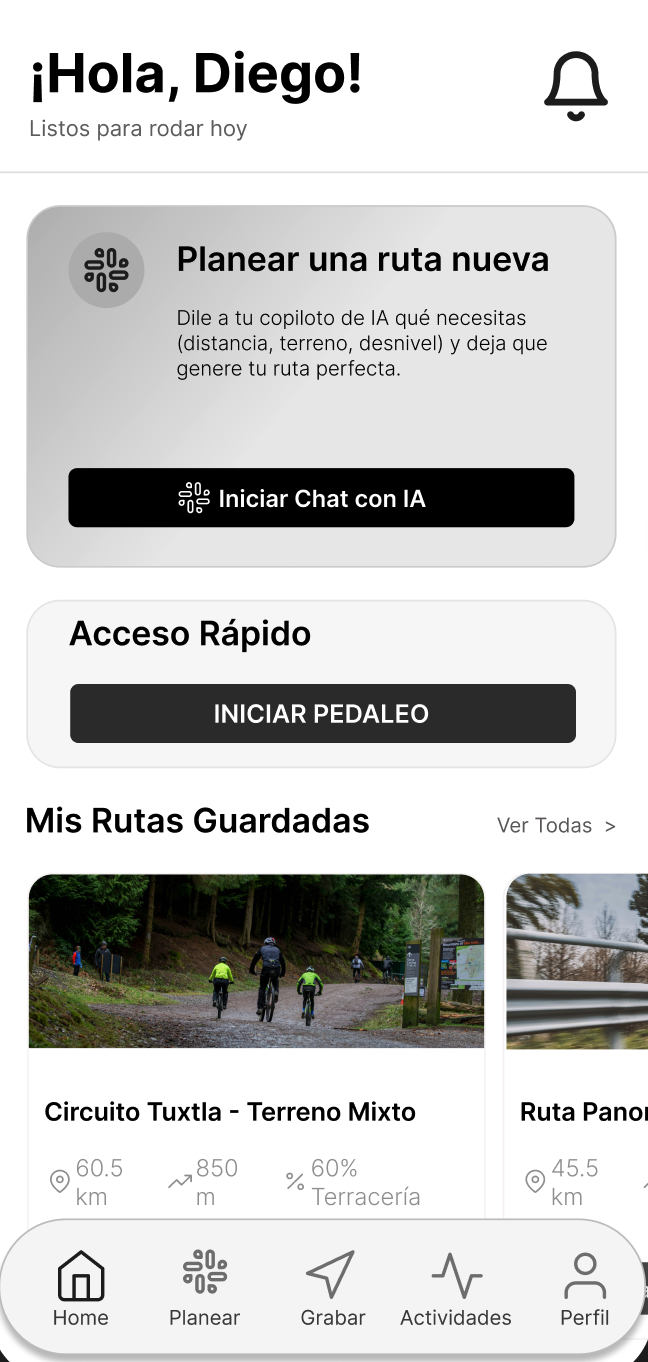 ¡Hola, Diego!
Listos para rodar hoy
Planear una ruta nueva
Dile a tu copiloto de IA qué necesitas
(distancia, terreno, desnivel) y deja que
genere tu ruta perfecta.
Iniciar Chat con IA
Acceso Rápido
INICIAR PEDALEO
Mis Rutas Guardadas
Ver Todas >
Circuito Tuxtla - Terreno Mixto
60.5
km
850
m
60%
Terracería
45.5
km
Home
Planear
Grabar
Actividades
Perfil